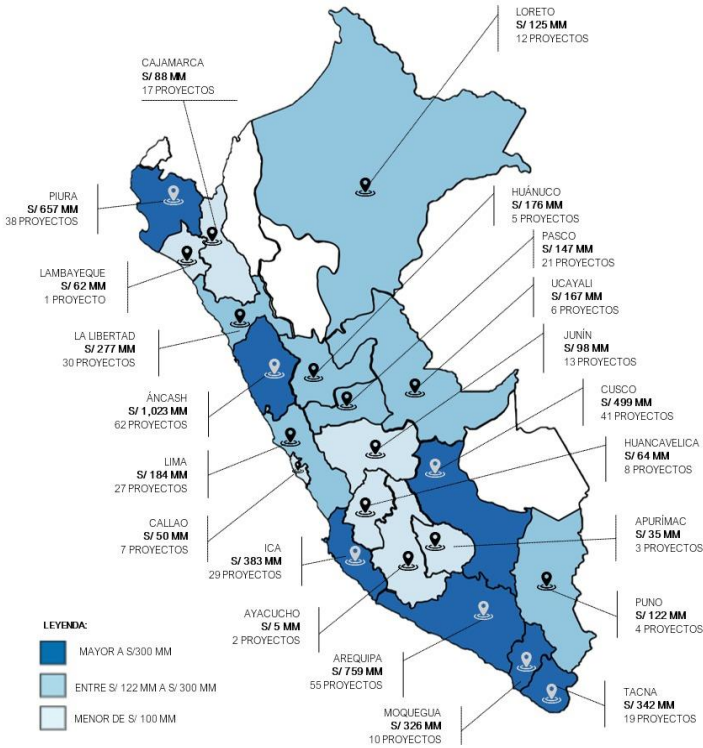 LORETO
S/ 125 MM
12 PROYECTOS
CAJAMARCA
S/ 88 MM
17 PROYECTOS
PIURA
S/ 657 MM
38 PROYECTOS
HUÁNUCO
S/ 176 MM
5 PROYECTOS
PASCO
S/ 147 MM
21 PROYECTOS
LAMBAYEQUE
S/ 62 MM
1 PROYECTO
UCAYALI
S/ 167 MM
6 PROYECTOS
LA LIBERTAD
S/ 277 MM
30 PROYECTOS
JUNÍN
S/ 98 MM
13 PROYECTOS
ÁNCASH
S/ 1,023 MM
62 PROYECTOS
CUSCO
S/ 499 MM
41 PROYECTOS
HUANCAVELICA
S/ 64 MM
8 PROYECTOS
LIMA
S/ 184 MM
27 PROYECTOS
CALLAO
S/ 50 MM
7 PROYECTOS
APURÍMAC
S/ 35 MM
3 PROYECTOS
ICA
S/ 383 MM
29 PROYECTOS
PUNO
S/ 122 MM
4 PROYECTOS
AYACUCHO
S/ 5 MM
2 PROYECTOS
AREQUIPA
S/ 759 MM
55 PROYECTOS
TACNA
S/ 342 MM
19 PROYECTOS
MOQUEGUA
S/ 326 MM
10 PROYECTOS
LEYENDA:
MAYOR A S/300 MM
ENTRE S/ 122 MM A S/ 300 MM
MENOR DE S/ 100 MM